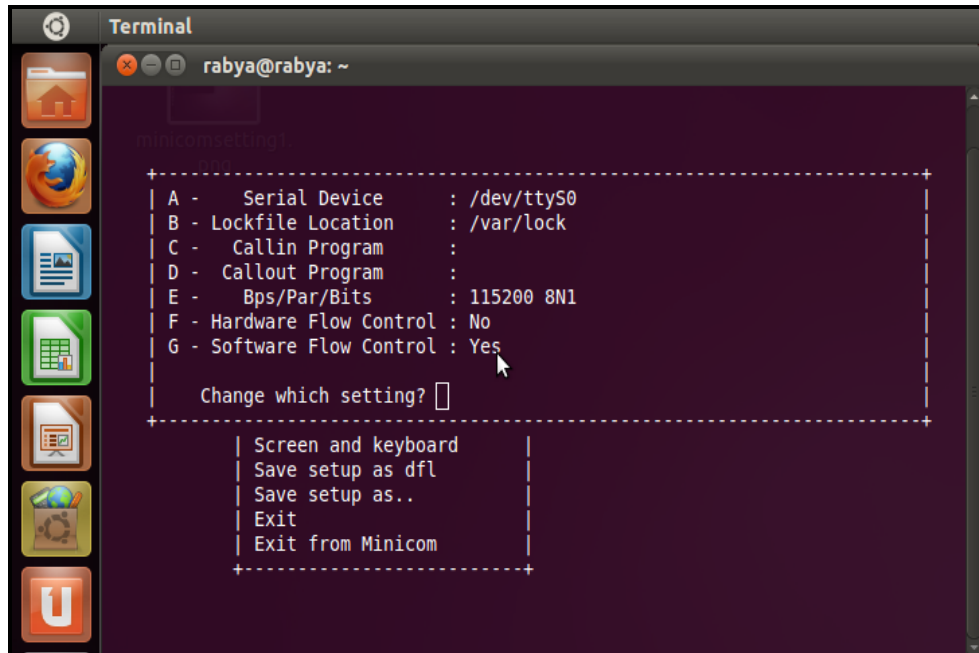 Terminal
rabya@rabya: ~
minicomsetting1.
png
+-----------------------------------------------------------------------+
| A -    Serial Device      : /dev/ttyS0                                |
| B - Lockfile Location     : /var/lock                                 |
| C -   Callin Program      :                                           |
| D -  Callout Program      :                                           |
| E -    Bps/Par/Bits       : 115200 8N1                                |
| F - Hardware Flow Control : No                                        |
| G - Software Flow Control : Yes                                       |
|                                                                       |
|    Change which setting?                                              |
+-----------------------------------------------------------------------+
| Screen and keyboard      |
| Save setup as dfl        |
| Save setup as..          |
| Exit                     |
| Exit from Minicom        |
+--------------------------+